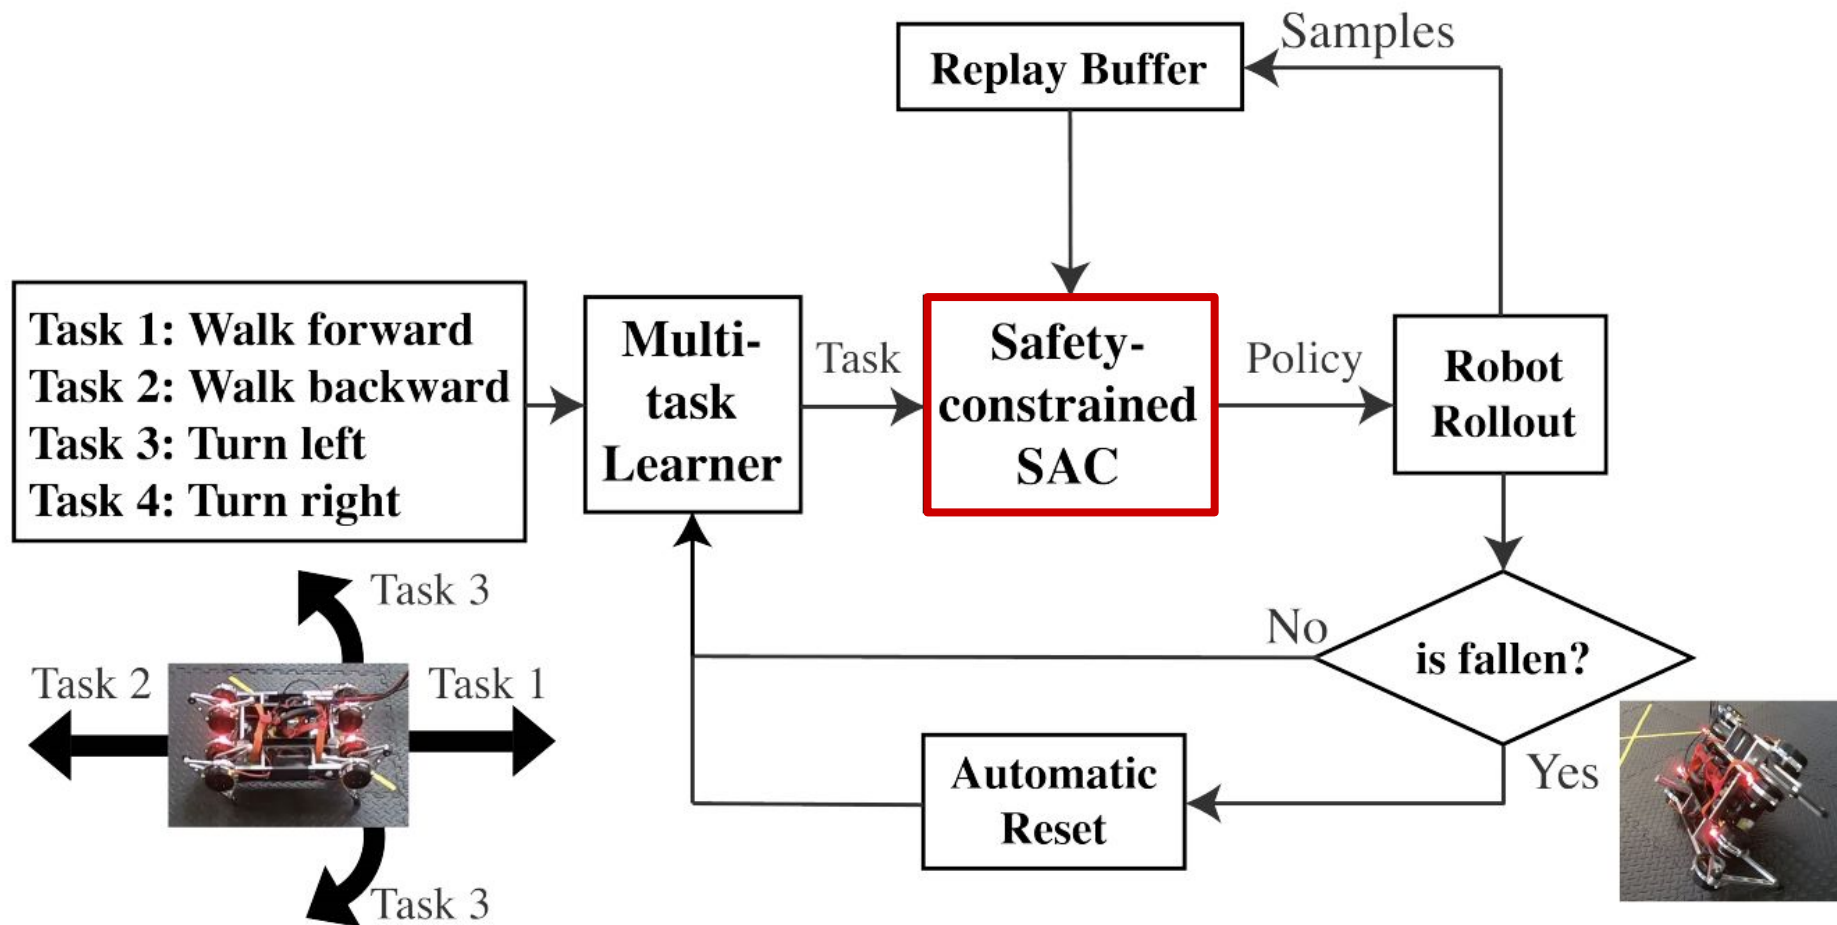 Samples
Replay Buffer
Task 1: Walk forward
Task 2: Walk backward
Task 3: Turn left
Task 4: Turn right
Multi-
task
Learner
Task
Safety-
constrained
SAC
Policy
Robot
Rollout
Task 3
Task 2
Task 1
Task 3
No
is fallen?
Yes
Automatic
Reset